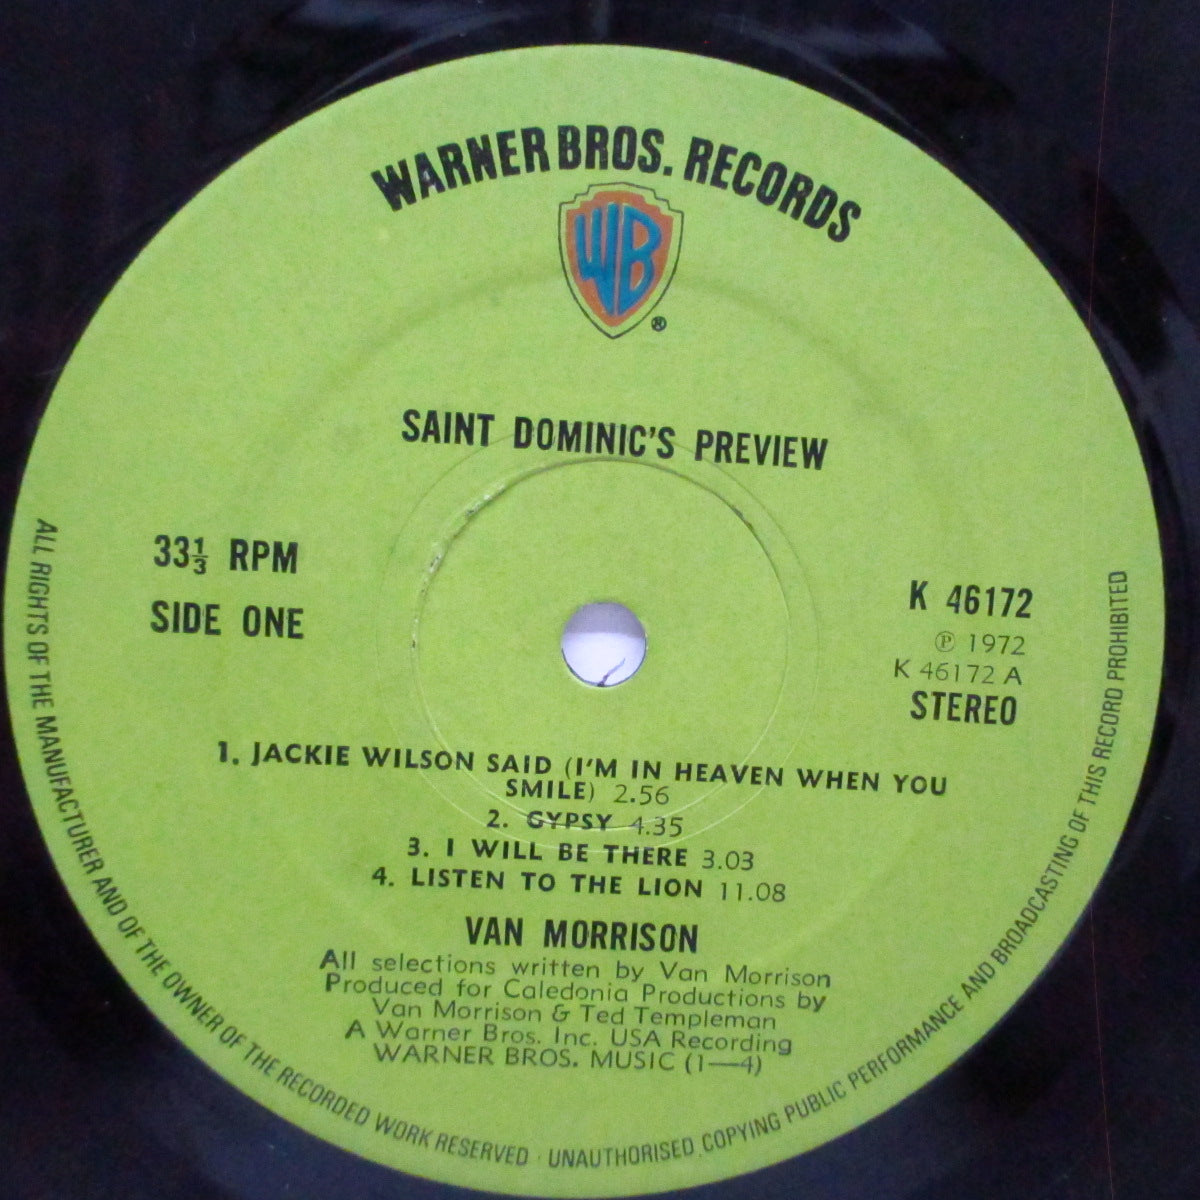 WARNER BROS. RECORDS
WB
®
SAINT DOMINIC'S PREVIEW
33⅓ RPM
SIDE ONE
K 46172
℗ 1972
K 46172 A
STEREO
1. JACKIE WILSON SAID (I'M IN HEAVEN WHEN YOU
SMILE) 2.56
2. GYPSY 4.35
3. I WILL BE THERE 3.03
4. LISTEN TO THE LION 11.08
VAN MORRISON
All selections written by Van Morrison
Produced for Caledonia Productions by
Van Morrison & Ted Templeman
A Warner Bros. Inc. USA Recording
WARNER BROS. MUSIC (1—4)
ALL RIGHTS OF THE MANUFACTURER AND OF THE OWNER OF THE RECORDED WORK RESERVED · UNAUTHORISED COPYING PUBLIC PERFORMANCE AND BROADCASTING OF THIS RECORD PROHIBITED